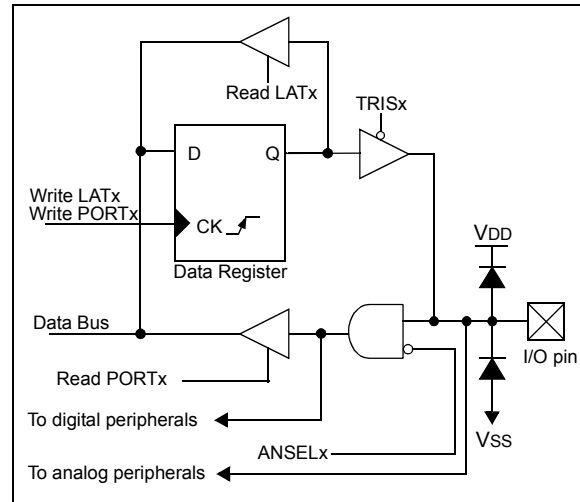 Read LATx
TRISx
D
Q
Write LATx
Write PORTx
CK
Data Register
VDD
Data Bus
I/O pin
Read PORTx
To digital peripherals
VSS
ANSELx
To analog peripherals